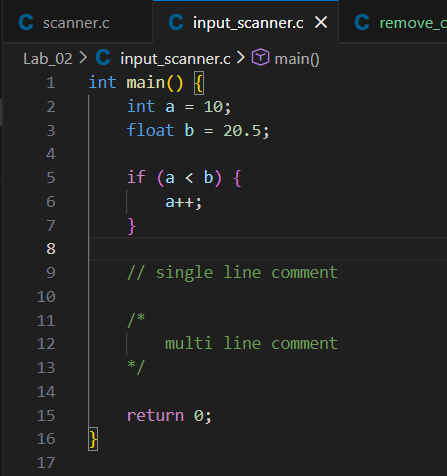 scanner.c input_scanner.c remove_c
Lab_02 > input_scanner.c > main()
1 int main() {
2     int a = 10;
3     float b = 20.5;
4
5     if (a < b) {
6         a++;
7     }
8
9     // single line comment
10
11     /*
12         multi line comment
13     */
14
15     return 0;
16 }
17